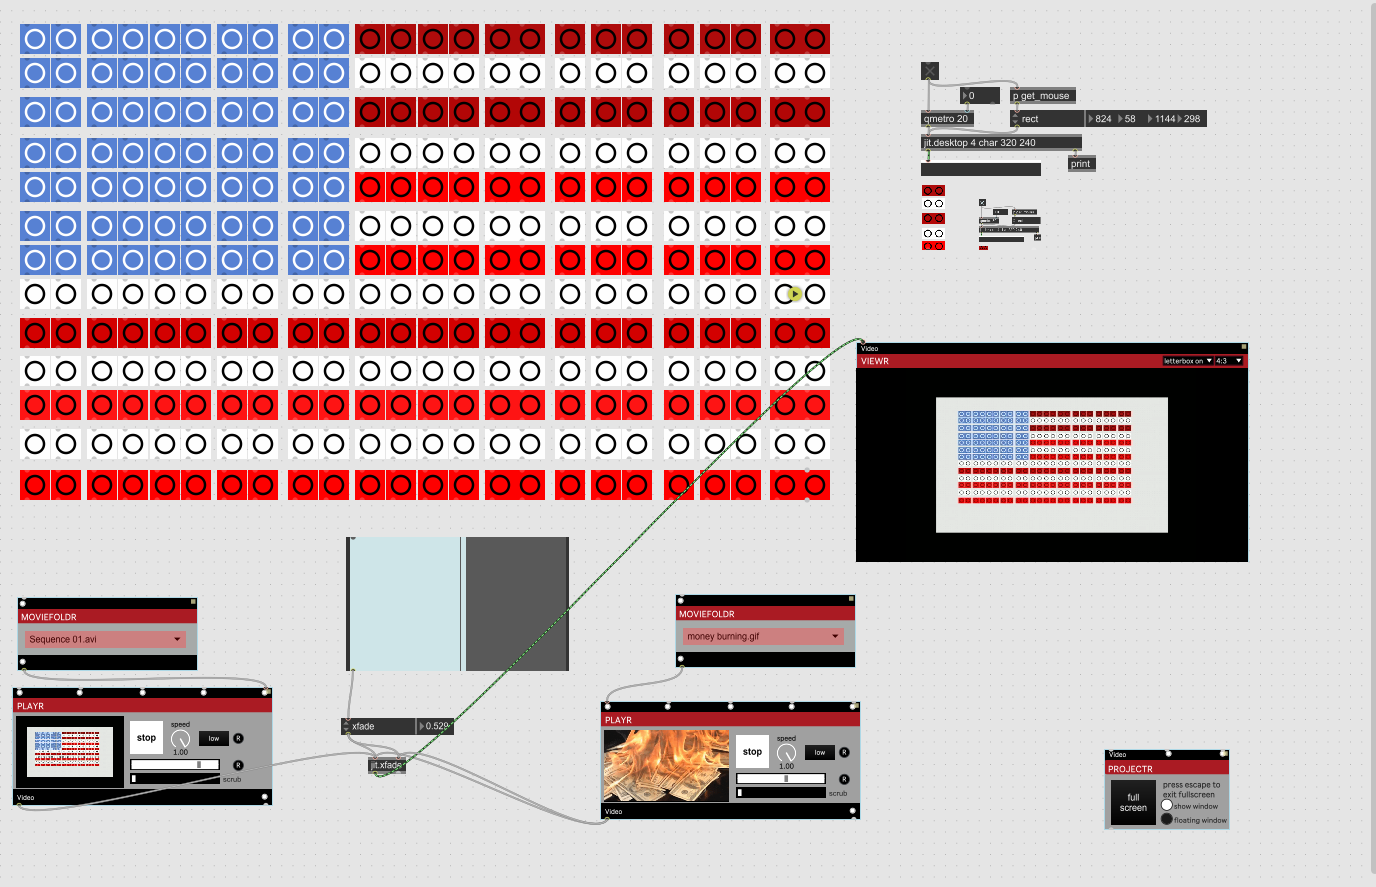 0
p get_mouse
qmetro 20
rect
824
58
1144
298
jit.desktop 4 char 320 240
print
Video
VIEWR
letterbox on
4:3
MOVIEFOLDR
Sequence 01.avi
MOVIEFOLDR
money burning.gif
PLAYR
stop
speed
1.00
low
R
R
scrub
Video
xfade
0.529
jit.xfade
PLAYR
stop
speed
1.00
low
R
R
scrub
Video
Video
PROJECTR
full
screen
press escape to
exit fullscreen
show window
floating window